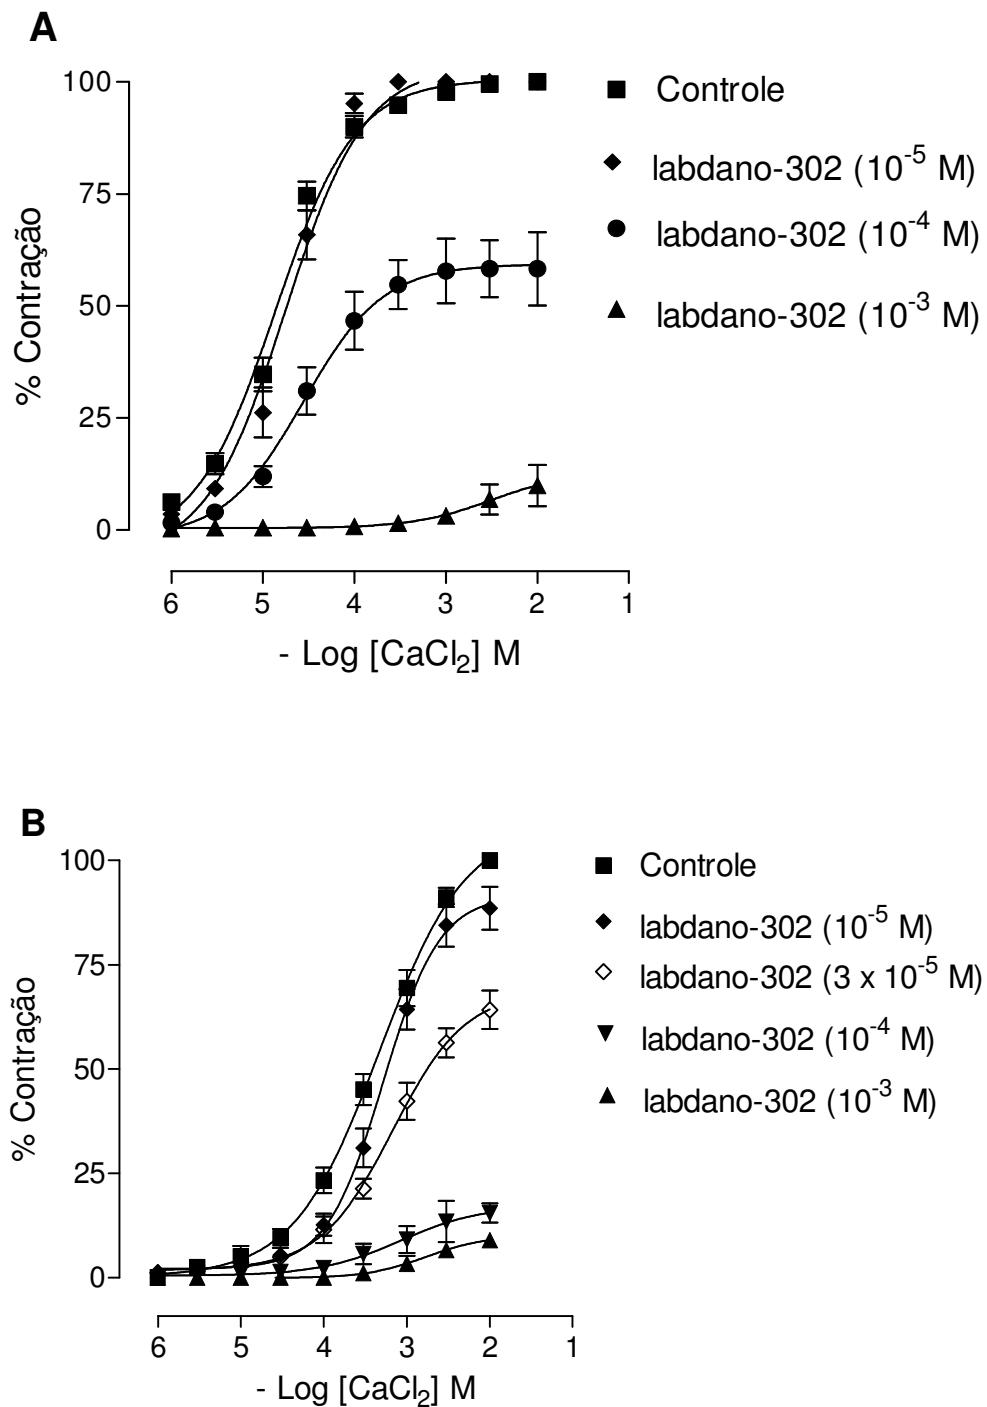 A
100
75
50
25
0
% Contração
6 5 4 3 2 1
- Log [CaCl₂] M
Controle
labdano-302 (10⁻⁵ M)
labdano-302 (10⁻⁴ M)
labdano-302 (10⁻³ M)
B
100
75
50
25
0
% Contração
6 5 4 3 2 1
- Log [CaCl₂] M
Controle
labdano-302 (10⁻⁵ M)
labdano-302 (3 x 10⁻⁵ M)
labdano-302 (10⁻⁴ M)
labdano-302 (10⁻³ M)